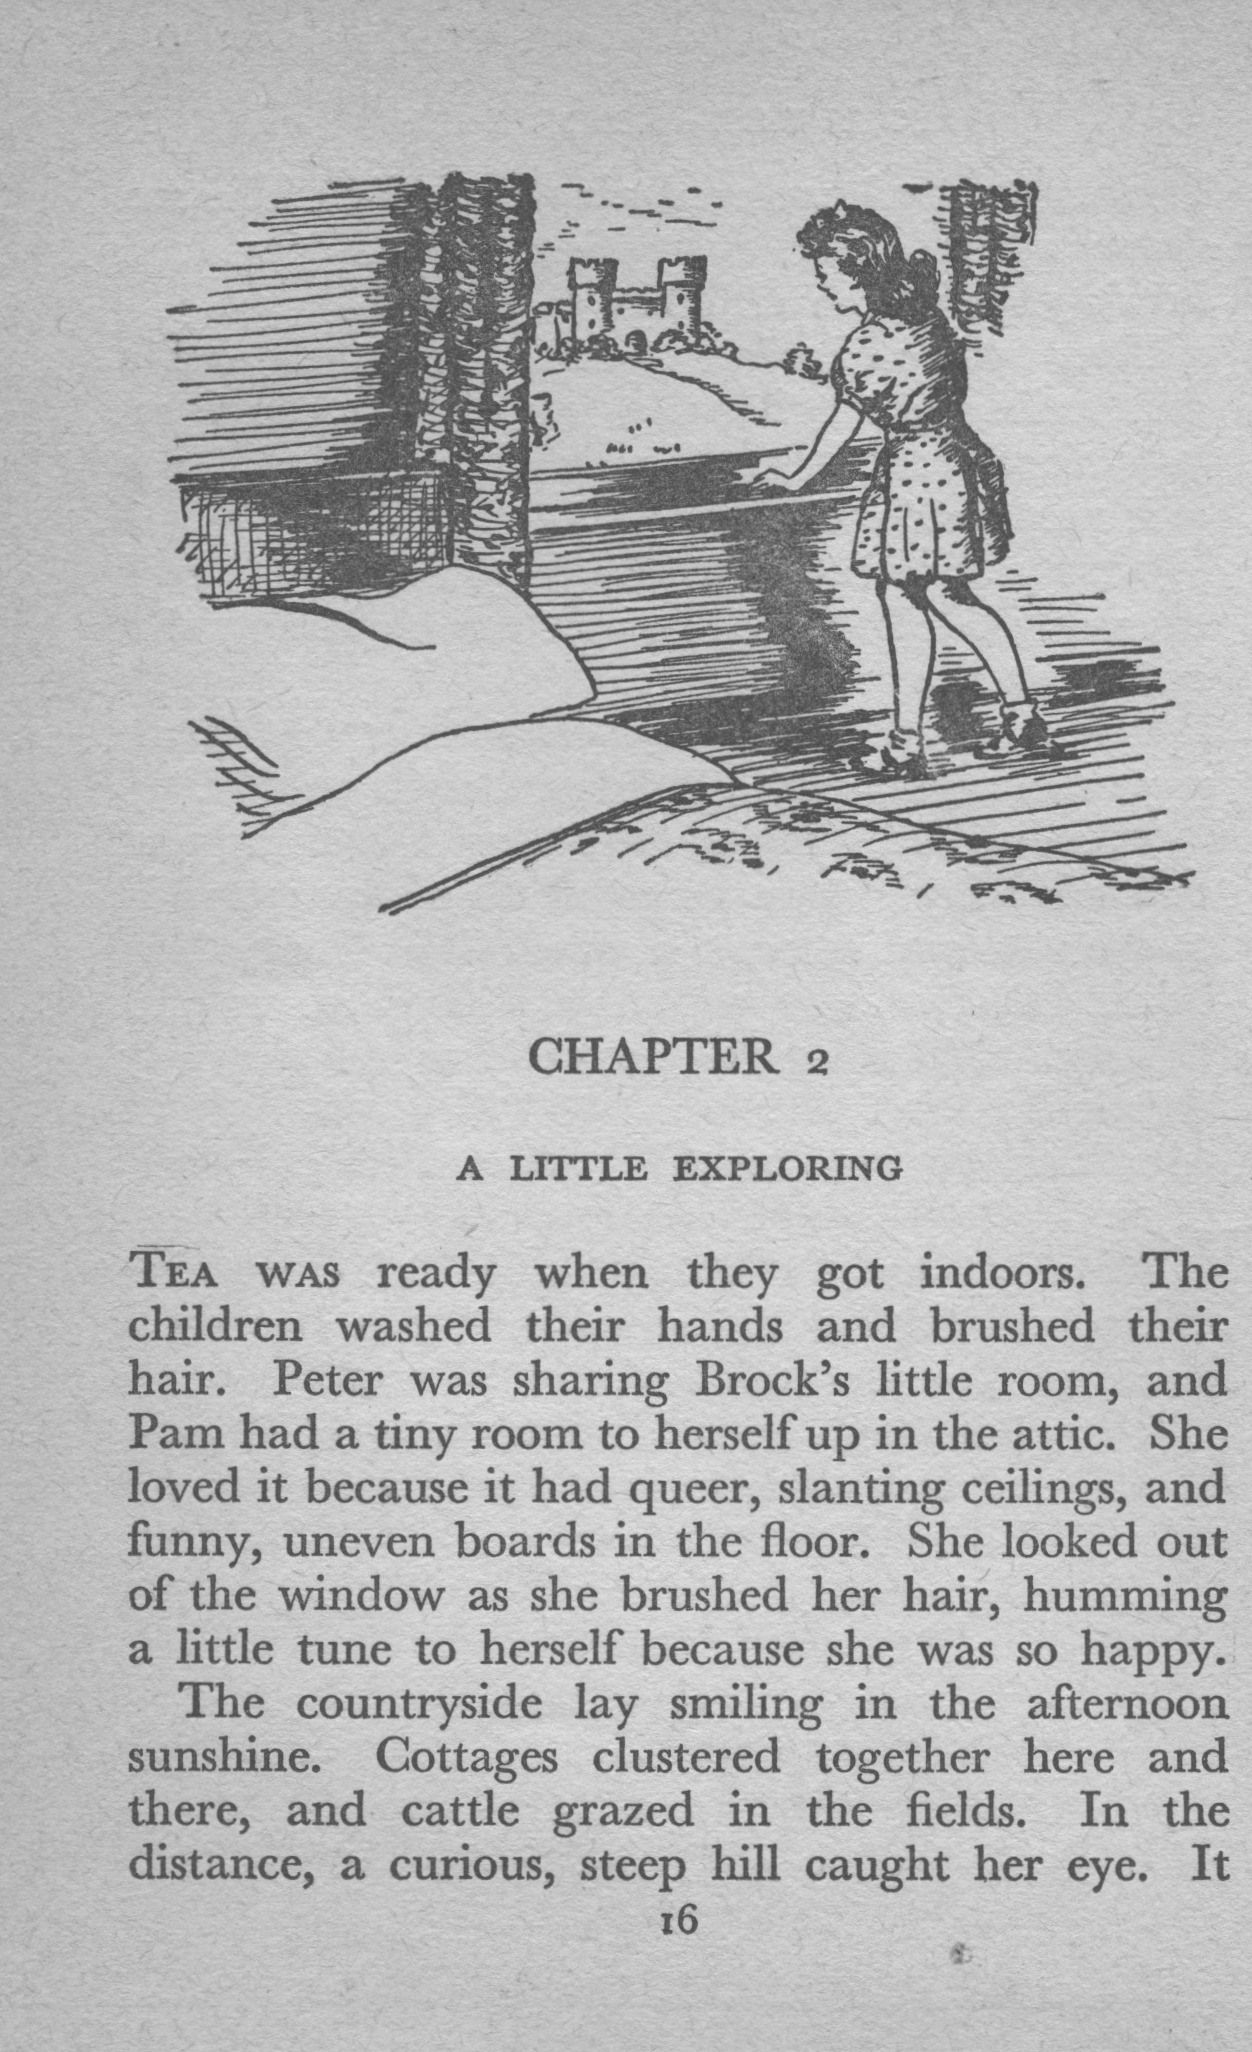 CHAPTER 2
A LITTLE EXPLORING
TEA WAS ready when they got indoors. The
children washed their hands and brushed their
hair. Peter was sharing Brock's little room, and
Pam had a tiny room to herself up in the attic. She
loved it because it had queer, slanting ceilings, and
funny, uneven boards in the floor. She looked out
of the window as she brushed her hair, humming
a little tune to herself because she was so happy.
The countryside lay smiling in the afternoon
sunshine. Cottages clustered together here and
there, and cattle grazed in the fields. In the
distance, a curious, steep hill caught her eye. It
16